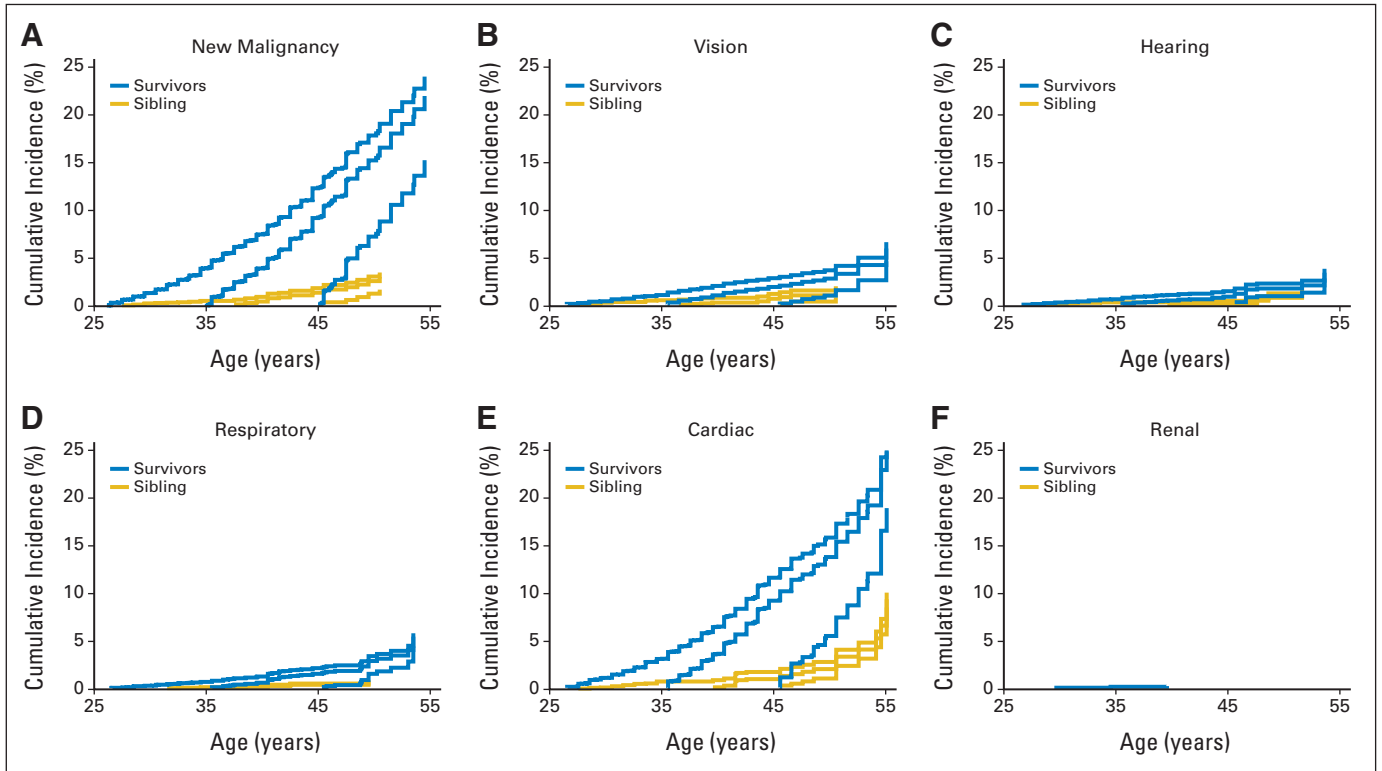 A
New Malignancy
Cumulative Incidence (%)
25
20
15
10
5
0
Survivors
Sibling
25
35
45
55
Age (years)
B
Vision
Cumulative Incidence (%)
25
20
15
10
5
0
Survivors
Sibling
25
35
45
55
Age (years)
C
Hearing
Cumulative Incidence (%)
25
20
15
10
5
0
Survivors
Sibling
25
35
45
55
Age (years)
D
Respiratory
Cumulative Incidence (%)
25
20
15
10
5
0
Survivors
Sibling
25
35
45
55
Age (years)
E
Cardiac
Cumulative Incidence (%)
25
20
15
10
5
0
Survivors
Sibling
25
35
45
55
Age (years)
F
Renal
Cumulative Incidence (%)
25
20
15
10
5
0
Survivors
Sibling
25
35
45
55
Age (years)